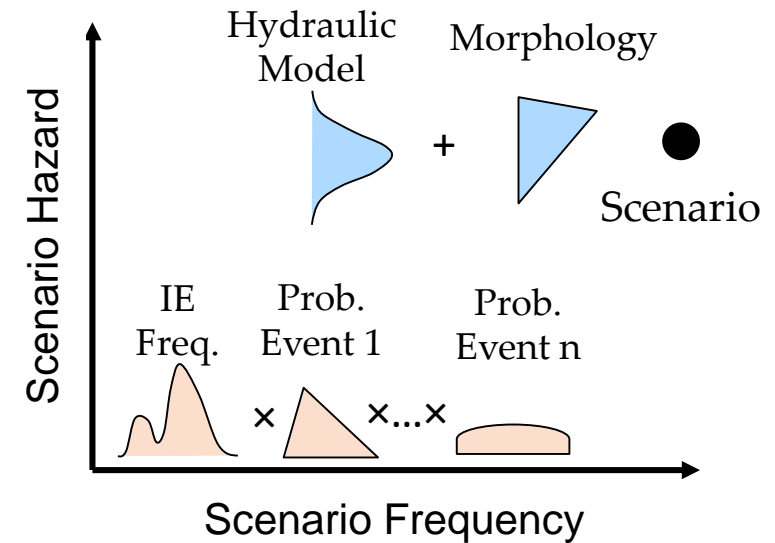 Hydraulic
Model
Morphology
+
Scenario
Scenario Hazard
IE
Freq.
Prob.
Event 1
Prob.
Event n
×
×...×
Scenario Frequency